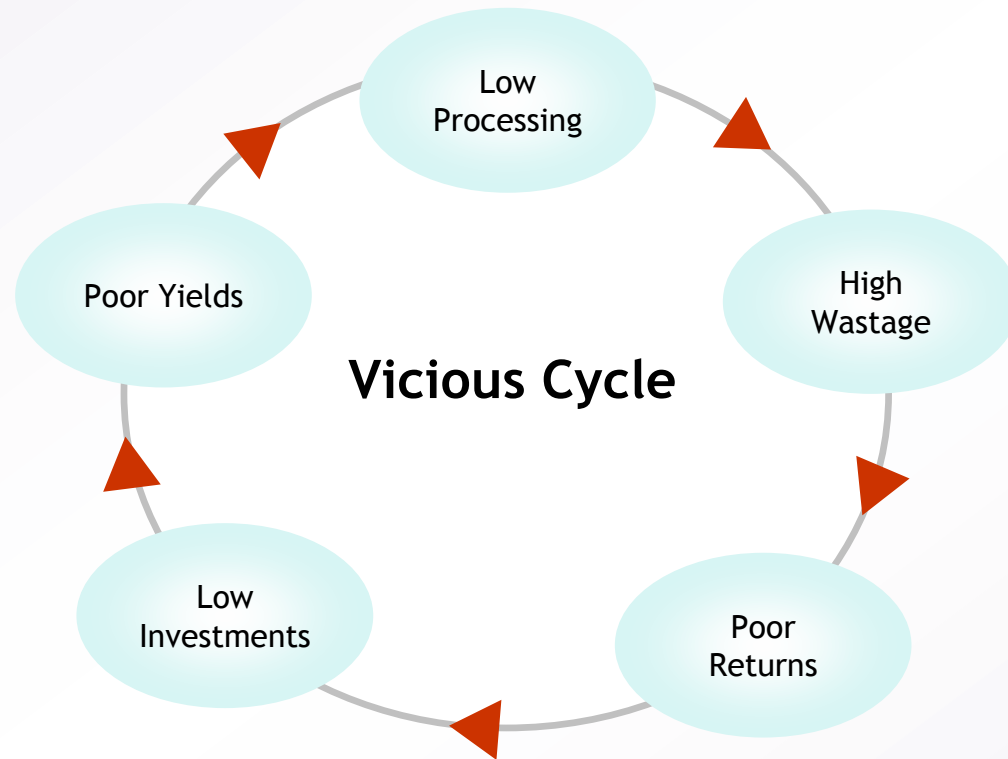 Low
Processing
High
Wastage
Poor Yields
Vicious Cycle
Low
Investments
Poor
Returns